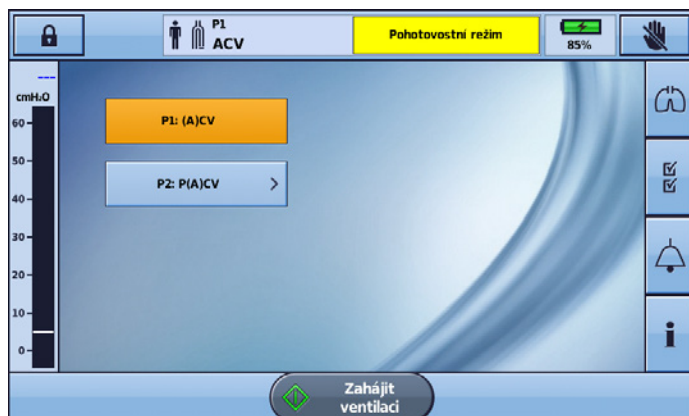 P1
ACV
Pohotovostní režim
85%
---
cmH₂O
60
50
40
30
20
10
0
P1: (A)CV
P2: P(A)CV
Zahájit
ventilaci